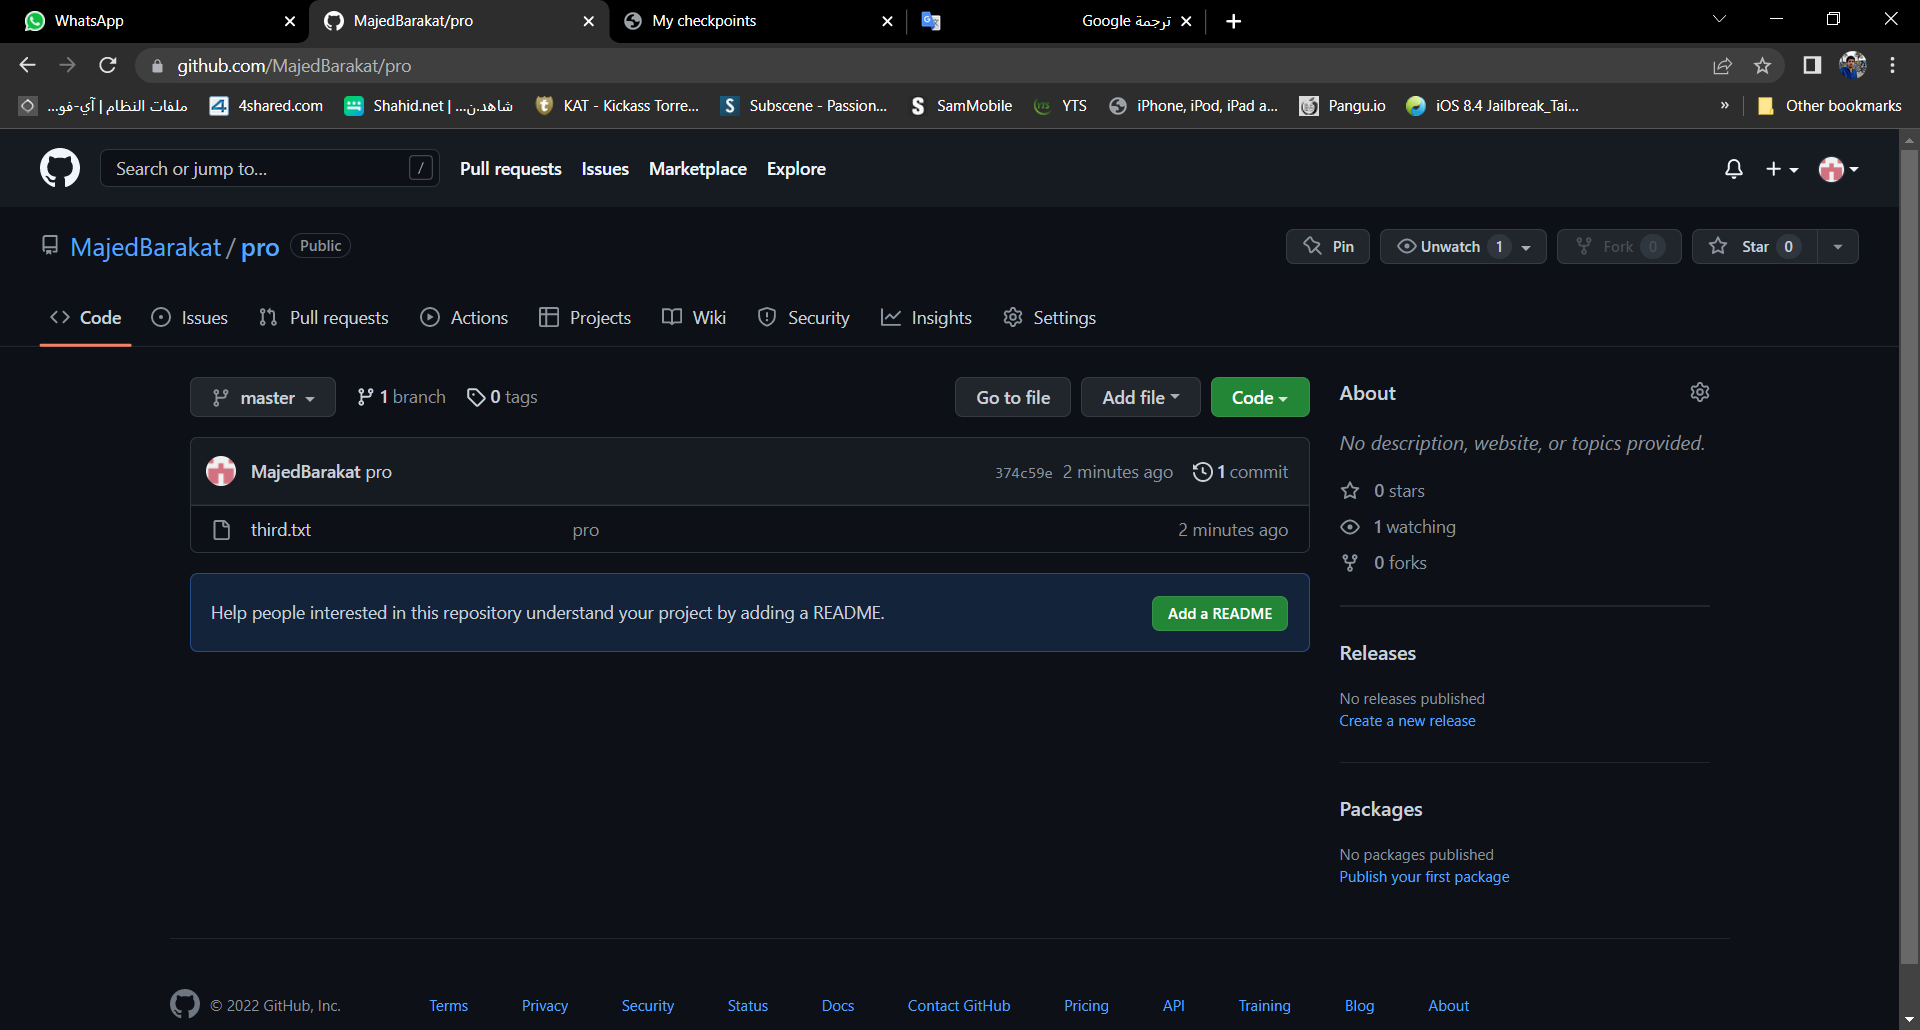 WhatsApp
MajedBarakat/pro
My checkpoints
ترجمة Google
github.com/MajedBarakat/pro
ملفات النظام | آي-فو...
4shared.com
Shahid.net | شاهد.ن...
KAT - Kickass Torre...
Subscene - Passion...
SamMobile
YTS
iPhone, iPod, iPad a...
Pangu.io
iOS 8.4 Jailbreak_Tai...
»
Other bookmarks
Search or jump to... /
Pull requests
Issues
Marketplace
Explore
MajedBarakat / pro Public
Pin
Unwatch 1
Fork 0
Star 0
Code
Issues
Pull requests
Actions
Projects
Wiki
Security
Insights
Settings
master
1 branch
0 tags
Go to file
Add file
Code
MajedBarakat pro 374c59e 2 minutes ago 1 commit
third.txt pro 2 minutes ago
Help people interested in this repository understand your project by adding a README.
Add a README
About
No description, website, or topics provided.
0 stars
1 watching
0 forks
Releases
No releases published
Create a new release
Packages
No packages published
Publish your first package
© 2022 GitHub, Inc.
Terms
Privacy
Security
Status
Docs
Contact GitHub
Pricing
API
Training
Blog
About